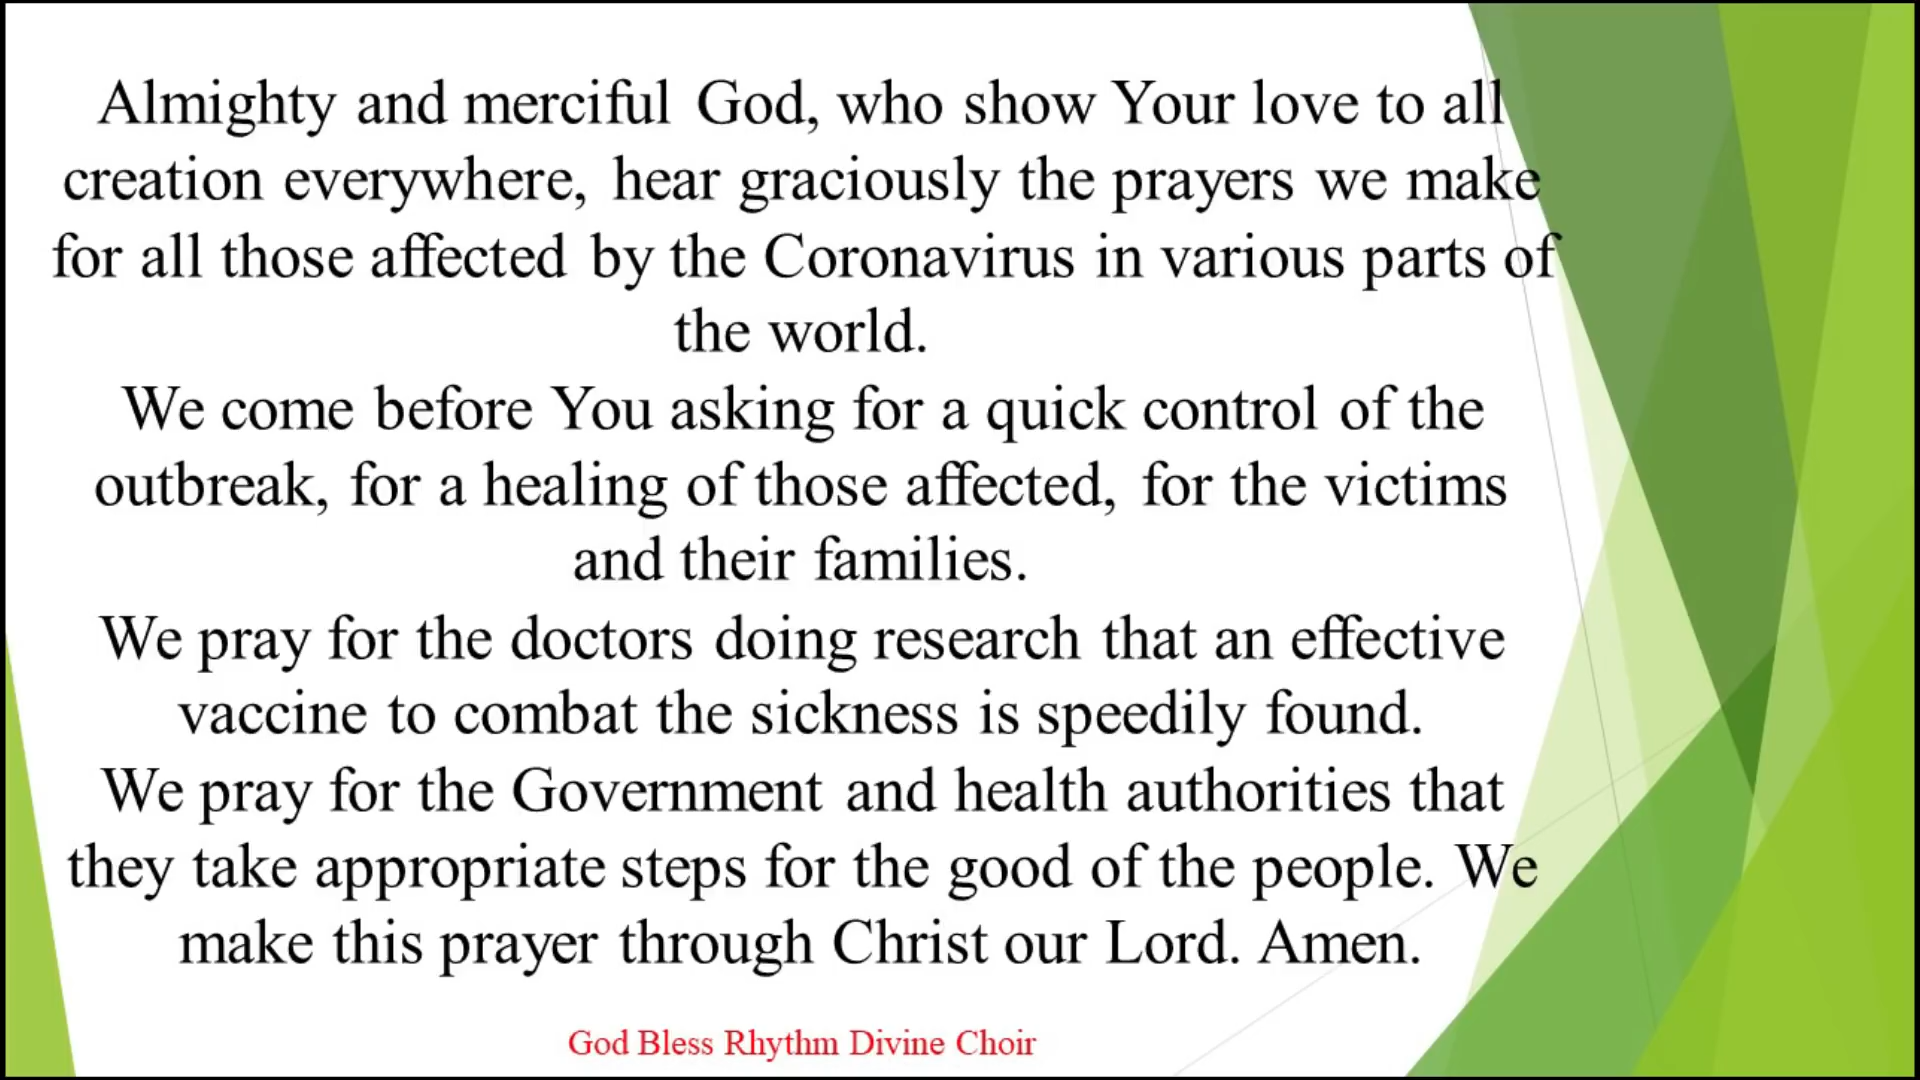 Almighty and merciful God, who show Your love to all
creation everywhere, hear graciously the prayers we make
for all those affected by the Coronavirus in various parts of
the world.
We come before You asking for a quick control of the
outbreak, for a healing of those affected, for the victims
and their families.
We pray for the doctors doing research that an effective
vaccine to combat the sickness is speedily found.
We pray for the Government and health authorities that
they take appropriate steps for the good of the people. We
make this prayer through Christ our Lord. Amen.
God Bless Rhythm Divine Choir